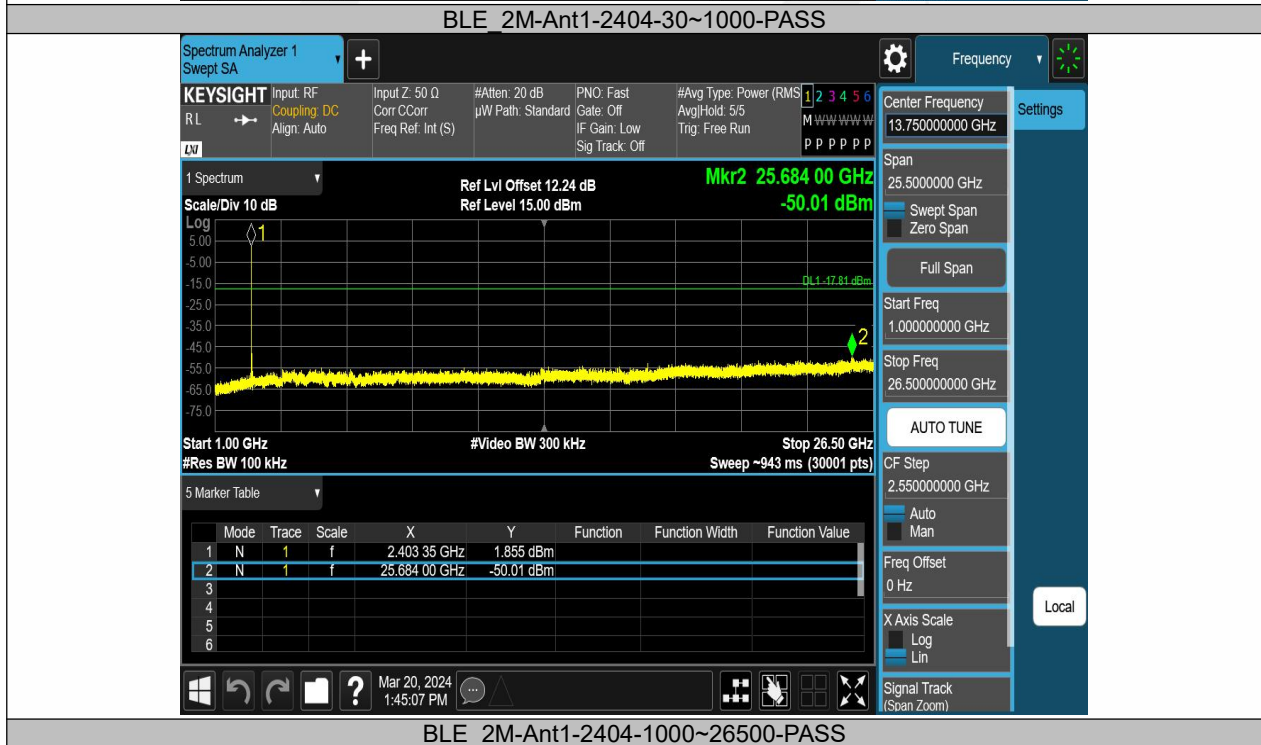 BLE_2M-Ant1-2404-30~1000-PASS
Spectrum Analyzer 1
Swept SA
+
Frequency
KEYSIGHT
R L
LXI
Input: RF
Coupling: DC
Align: Auto
Input Z: 50 Ω
Corr CCorr
Freq Ref: Int (S)
#Atten: 20 dB
µW Path: Standard
PNO: Fast
Gate: Off
IF Gain: Low
Sig Track: Off
#Avg Type: Power (RMS
Avg|Hold: 5/5
Trig: Free Run
1 2 3 4 5 6
M W W W W W
P P P P P P
1 Spectrum
Scale/Div 10 dB
Ref Lvl Offset 12.24 dB
Ref Level 15.00 dBm
Mkr2 25.684 00 GHz
-50.01 dBm
Log
5.00
-5.00
-15.0
-25.0
-35.0
-45.0
-55.0
-65.0
-75.0
1
DL1 -17.81 dBm
2
Start 1.00 GHz
#Res BW 100 kHz
#Video BW 300 kHz
Stop 26.50 GHz
Sweep ~943 ms (30001 pts)
5 Marker Table
Mode Trace Scale X Y Function Function Width Function Value
1 N 1 f 2.403 35 GHz 1.855 dBm
2 N 1 f 25.684 00 GHz -50.01 dBm
3
4
5
6
?
Mar 20, 2024
1:45:07 PM
Center Frequency
13.750000000 GHz
Settings
Span
25.5000000 GHz
Swept Span
Zero Span
Full Span
Start Freq
1.000000000 GHz
Stop Freq
26.500000000 GHz
AUTO TUNE
CF Step
2.550000000 GHz
Auto
Man
Freq Offset
0 Hz
Local
X Axis Scale
Log
Lin
Signal Track
(Span Zoom)
BLE_2M-Ant1-2404-1000~26500-PASS